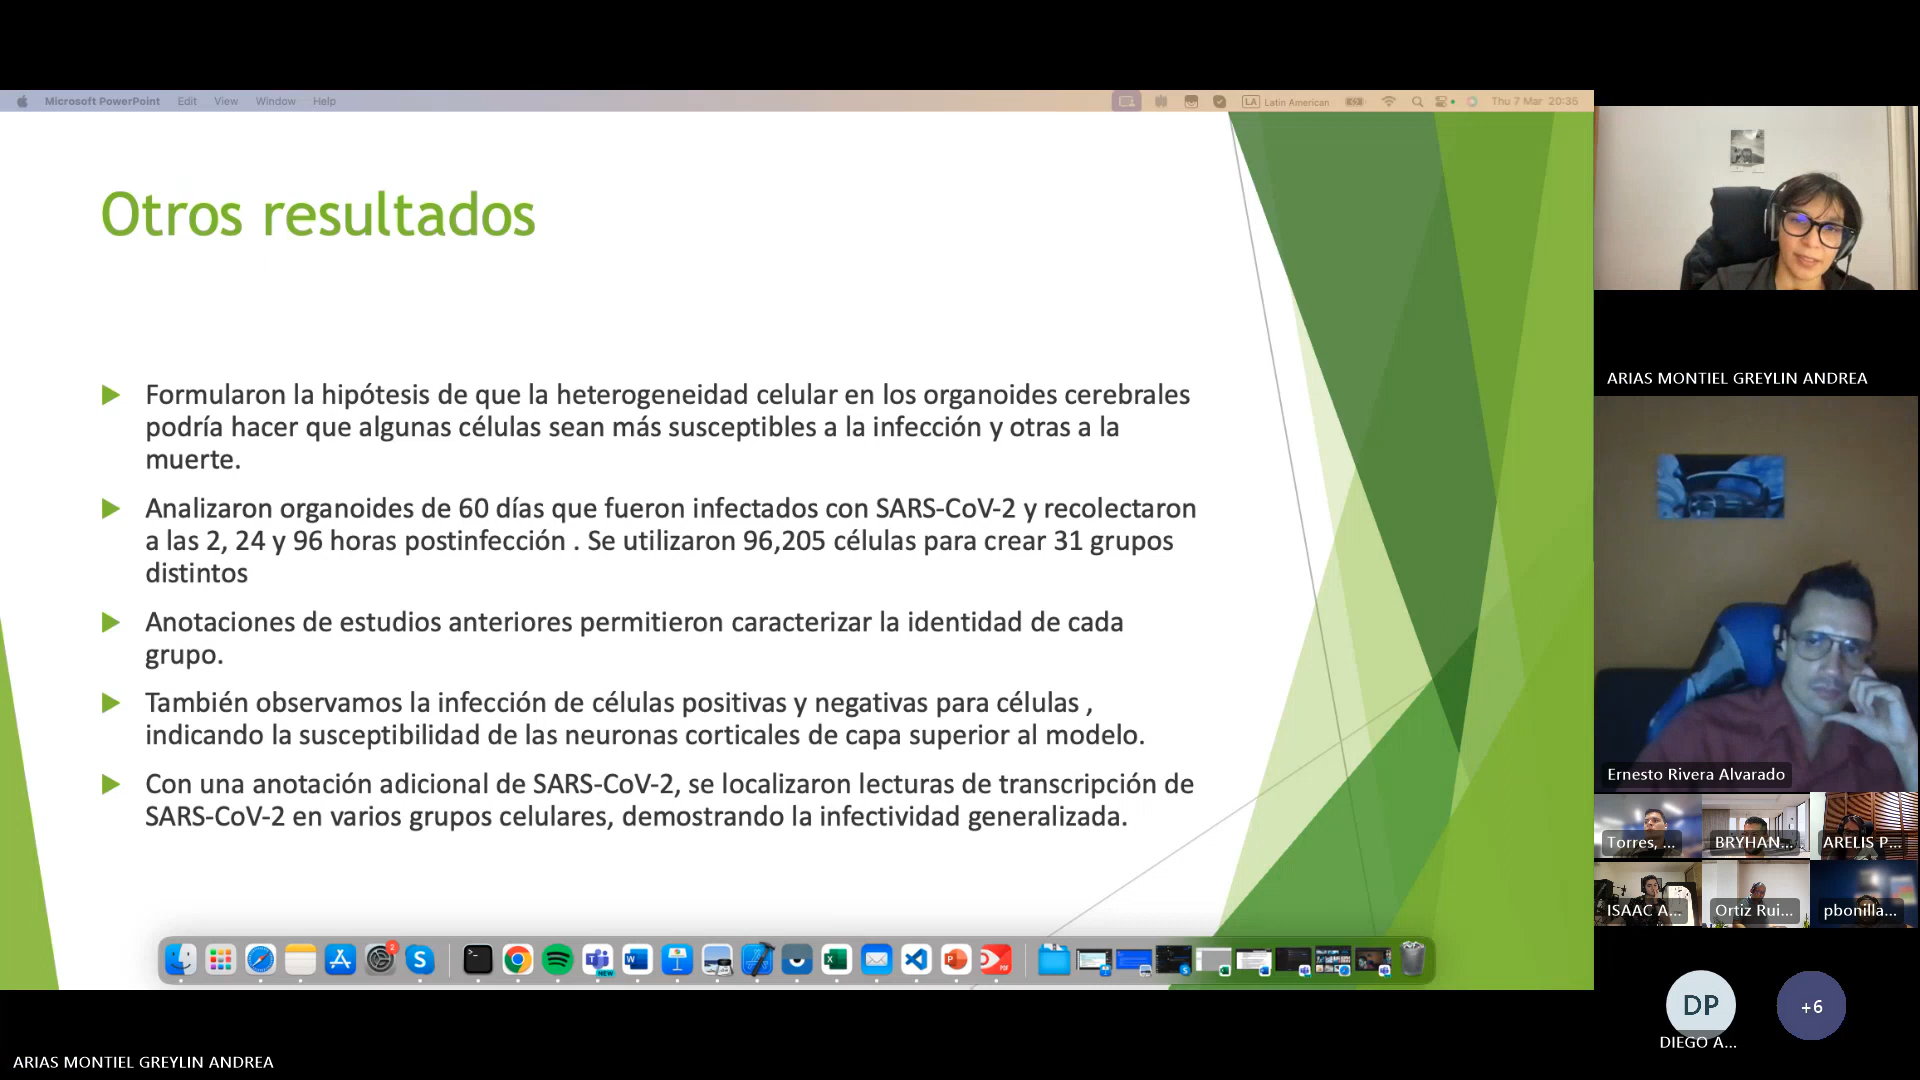 Microsoft PowerPoint Edit View Window Help
LA Latin American Thu 7 Mar 20:35
Otros resultados
Formularon la hipótesis de que la heterogeneidad celular en los organoides cerebrales
podría hacer que algunas células sean más susceptibles a la infección y otras a la
muerte.
Analizaron organoides de 60 días que fueron infectados con SARS-CoV-2 y recolectaron
a las 2, 24 y 96 horas postinfección . Se utilizaron 96,205 células para crear 31 grupos
distintos
Anotaciones de estudios anteriores permitieron caracterizar la identidad de cada
grupo.
También observamos la infección de células positivas y negativas para células ,
indicando la susceptibilidad de las neuronas corticales de capa superior al modelo.
Con una anotación adicional de SARS-CoV-2, se localizaron lecturas de transcripción de
SARS-CoV-2 en varios grupos celulares, demostrando la infectividad generalizada.
2
NEW
ARIAS MONTIEL GREYLIN ANDREA
Ernesto Rivera Alvarado
Torres, ...
BRYHAN...
ARELIS P...
ISAAC A...
Ortiz Rui...
pbonilla...
DP
+6
DIEGO A...
ARIAS MONTIEL GREYLIN ANDREA